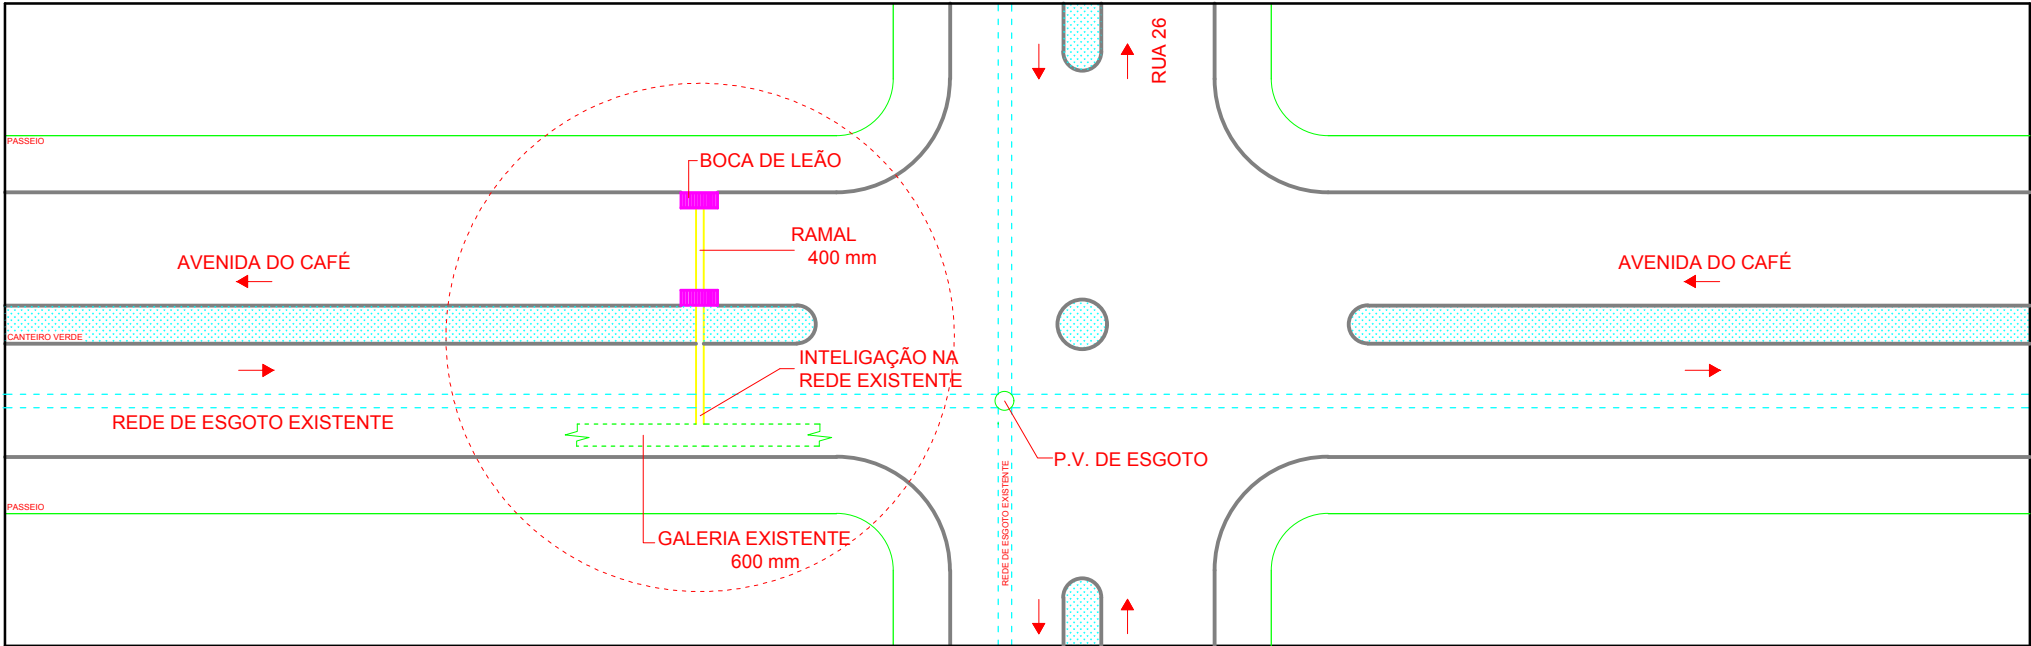 RUA 26
PASSEIO
BOCA DE LEÃO
RAMAL
400 mm
AVENIDA DO CAFÉ
AVENIDA DO CAFÉ
CANTEIRO VERDE
INTELIGAÇÃO NA
REDE EXISTENTE
REDE DE ESGOTO EXISTENTE
P.V. DE ESGOTO
REDE DE ESGOTO EXISTENTE
PASSEIO
GALERIA EXISTENTE
600 mm